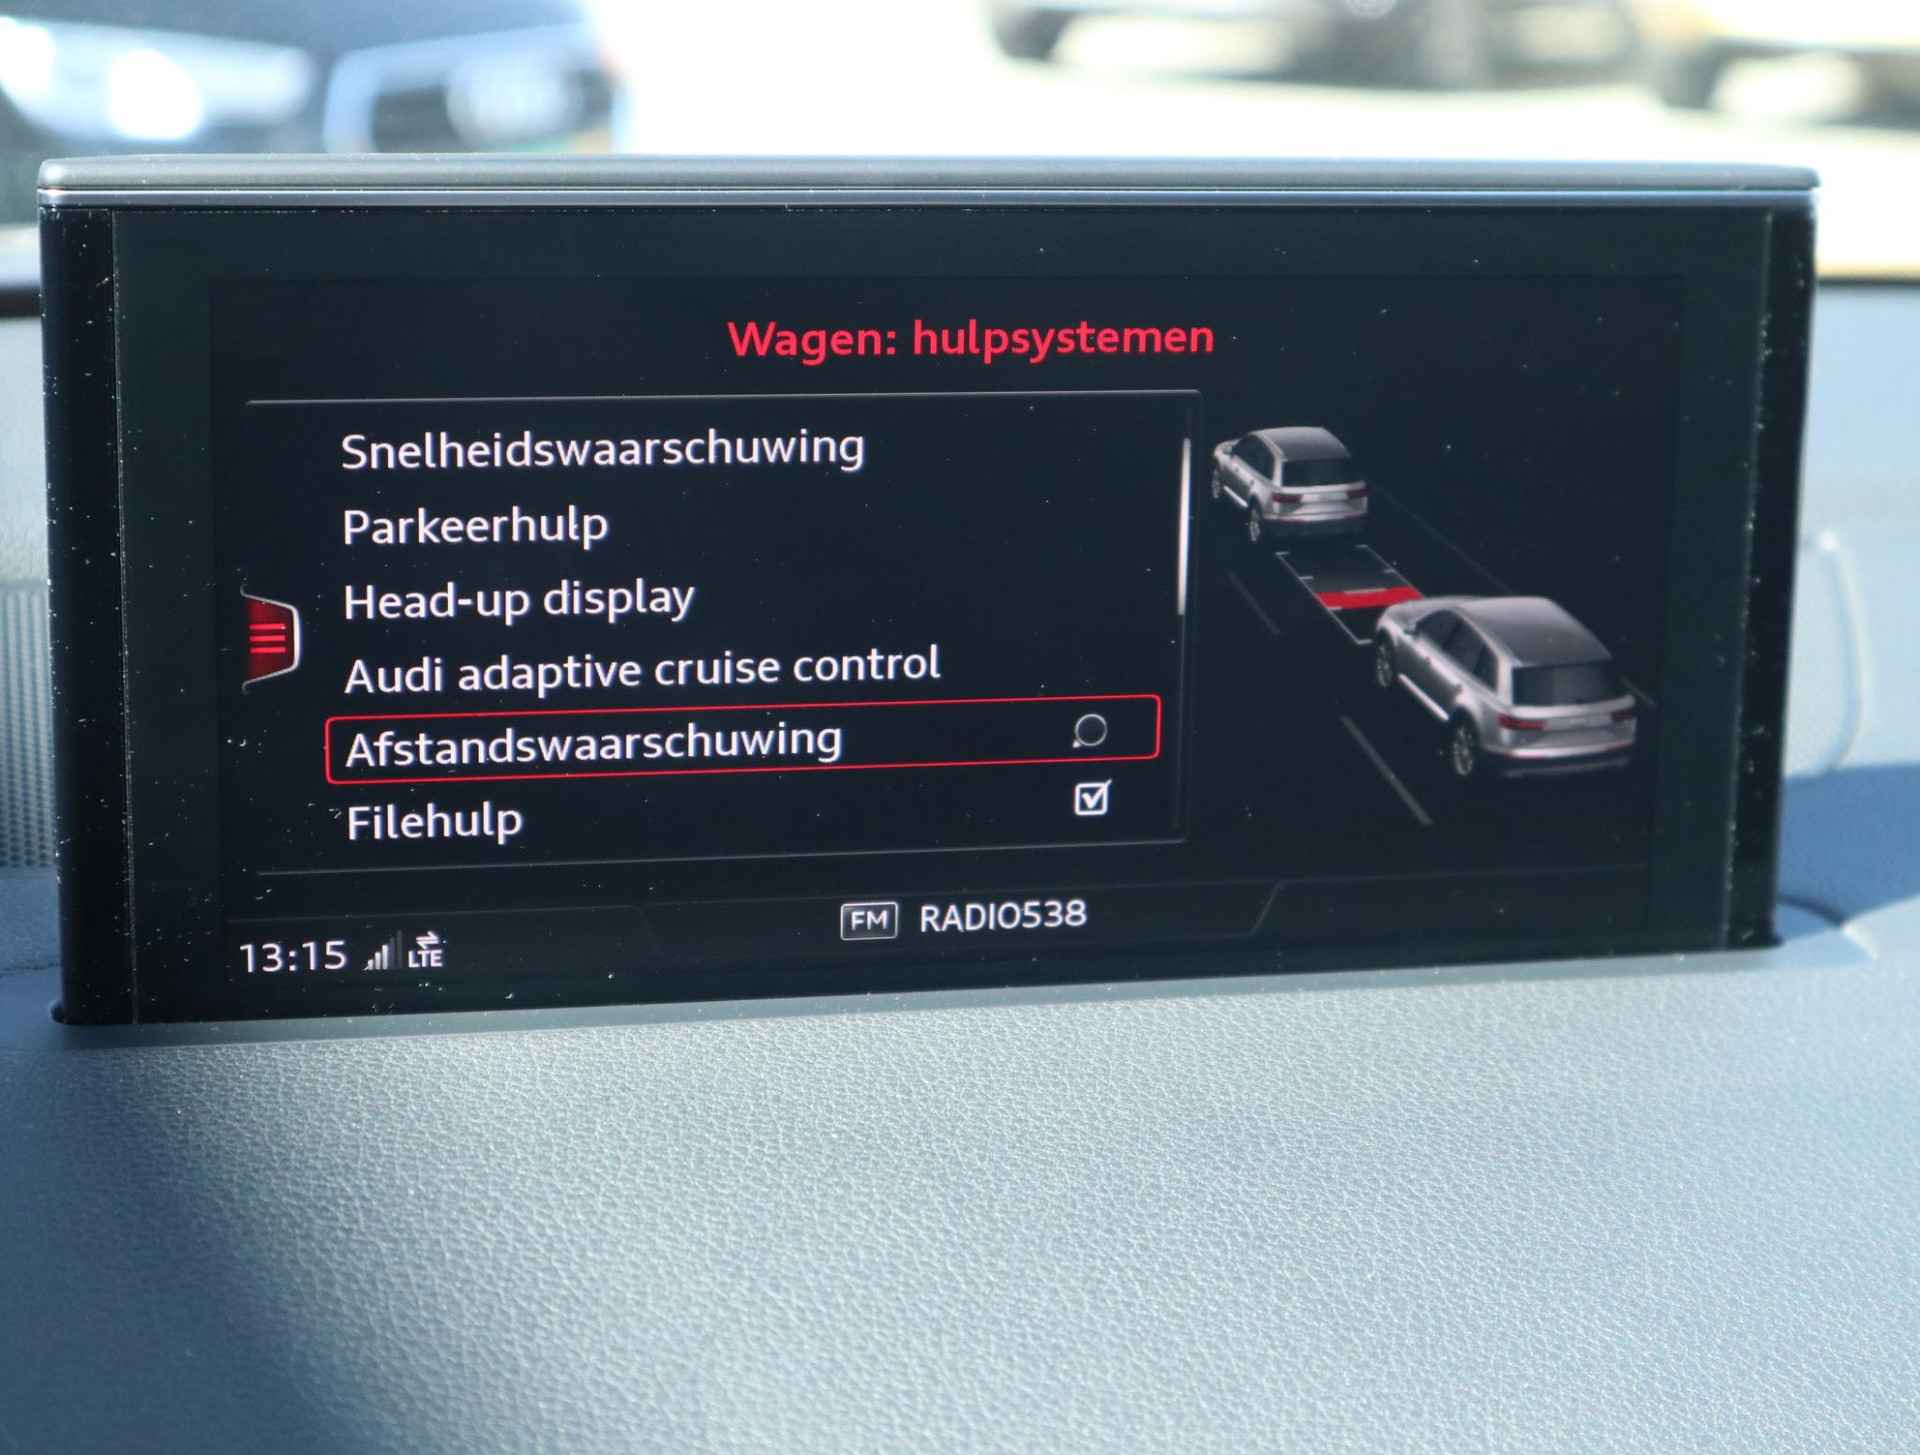 Wagen: hulpsystemen
Snelheidswaarschuwing
Parkeerhulp
Head-up display
Audi adaptive cruise control
Afstandswaarschuwing
Filehulp
FM RADIO538
13:15 LTE